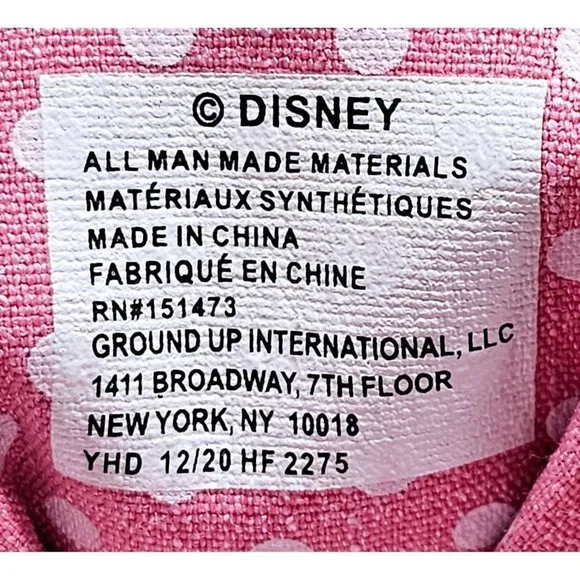 © DISNEY
ALL MAN MADE MATERIALS
MATÉRIAUX SYNTHÉTIQUES
MADE IN CHINA
FABRIQUÉ EN CHINE
RN#151473
GROUND UP INTERNATIONAL, LLC
1411 BROADWAY, 7TH FLOOR
NEW YORK, NY 10018
YHD 12/20 HF 2275